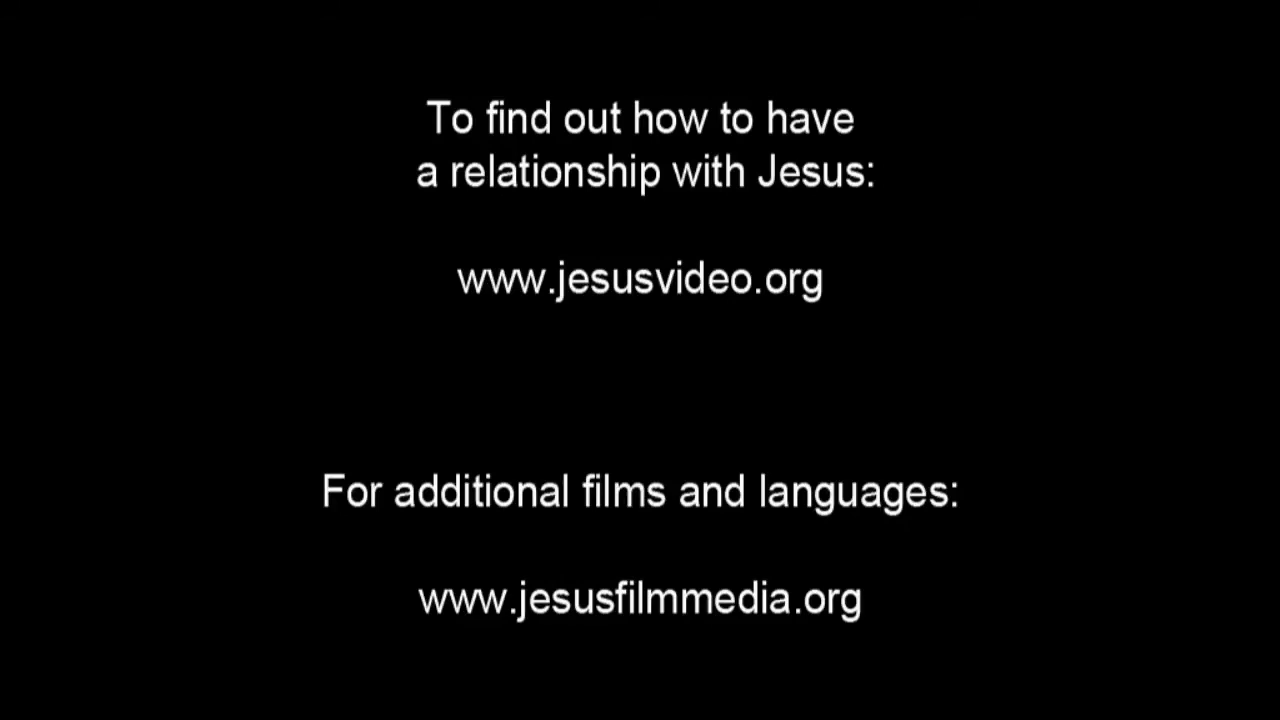 To find out how to have
a relationship with Jesus:
www.jesusvideo.org
For additional films and languages:
www.jesusfilmmedia.org